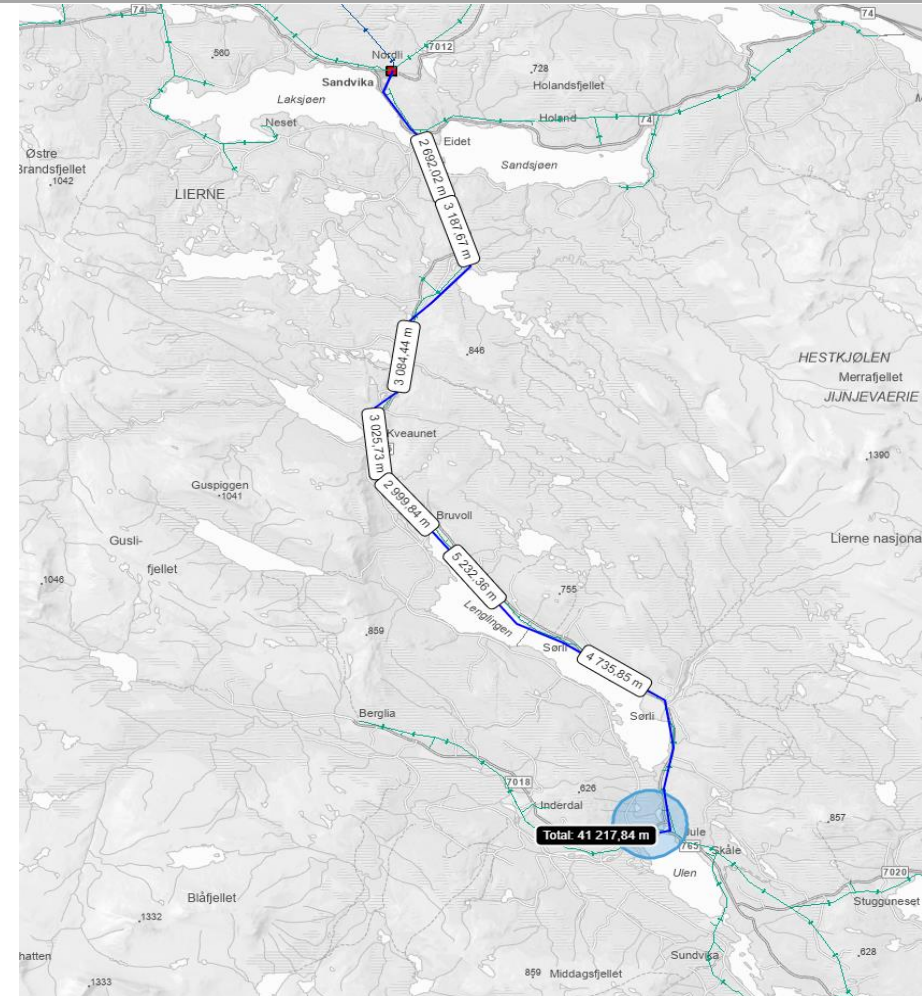 74
74
7012
560
Nordli
Sandvika
728
Holandsfjellet
Laksjøen
Neset
Holand
74
Eidet
Sandsjøen
Østre
Brandsfjellet
1042
2 692,02 m
LIERNE
3 187,67 m
3 084,44 m
846
HESTKJØLEN
Merrafjellet
JIJNJEVAERIE
3 025,73 m
Kveaunet
1390
Guspiggen
1041
2 999,84 m
Bruvoll
Gusli-
fjellet
Lierne nasjona
1046
5 232,36 m
755
Lenglingen
859
Sørli
4 735,85 m
Berglia
Sørli
7018
626
Inderdal
857
Total: 41 217,84 m
Jule
765
Skåle
Ulen
7020
Blåfjellet
Stugguneset
1332
628
hatten
Sundvika
859
Middagsfjellet
1333